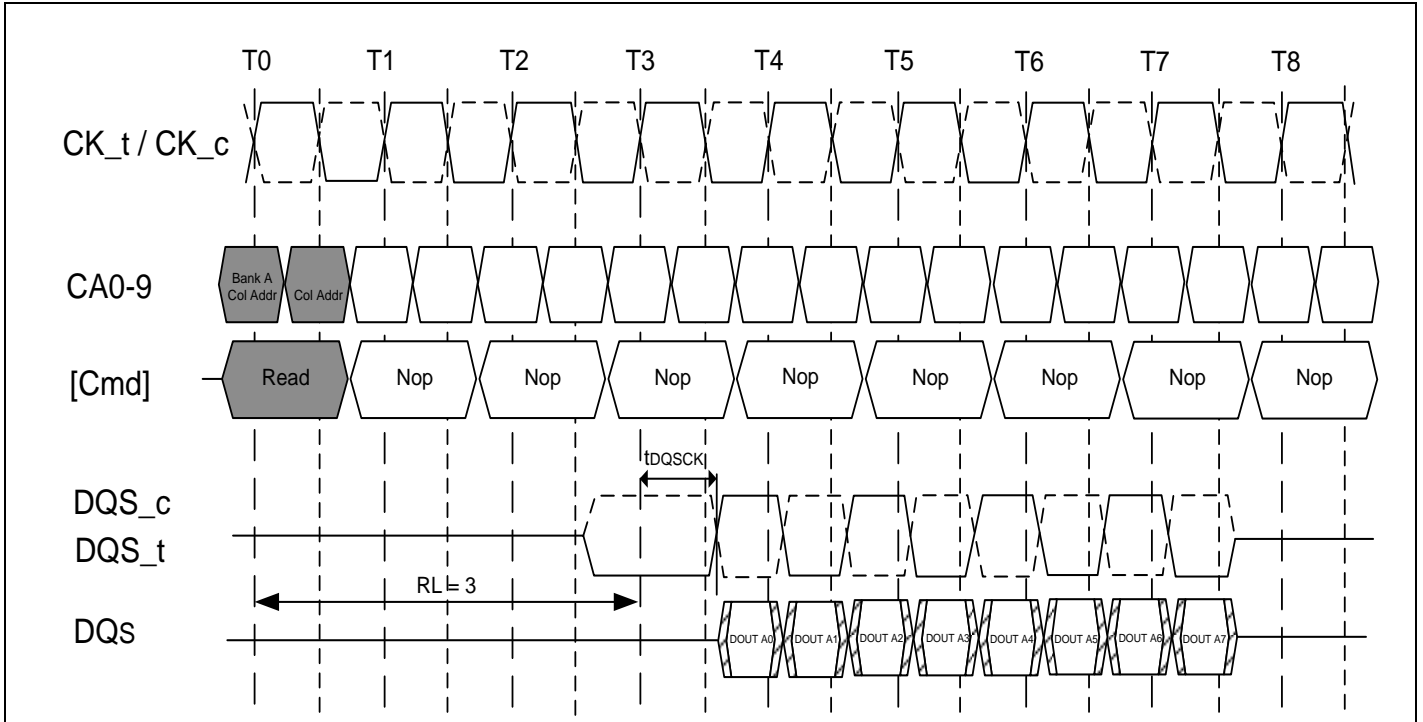 T0 T1 T2 T3 T4 T5 T6 T7 T8
CK_t / CK_c
CA0-9
Bank A
Col Addr
Col Addr
[Cmd]
Read Nop Nop Nop Nop Nop Nop Nop Nop
tDQSCK
DQS_c
DQS_t
RL = 3
DQs
DOUT A0 DOUT A1 DOUT A2 DOUT A3 DOUT A4 DOUT A5 DOUT A6 DOUT A7